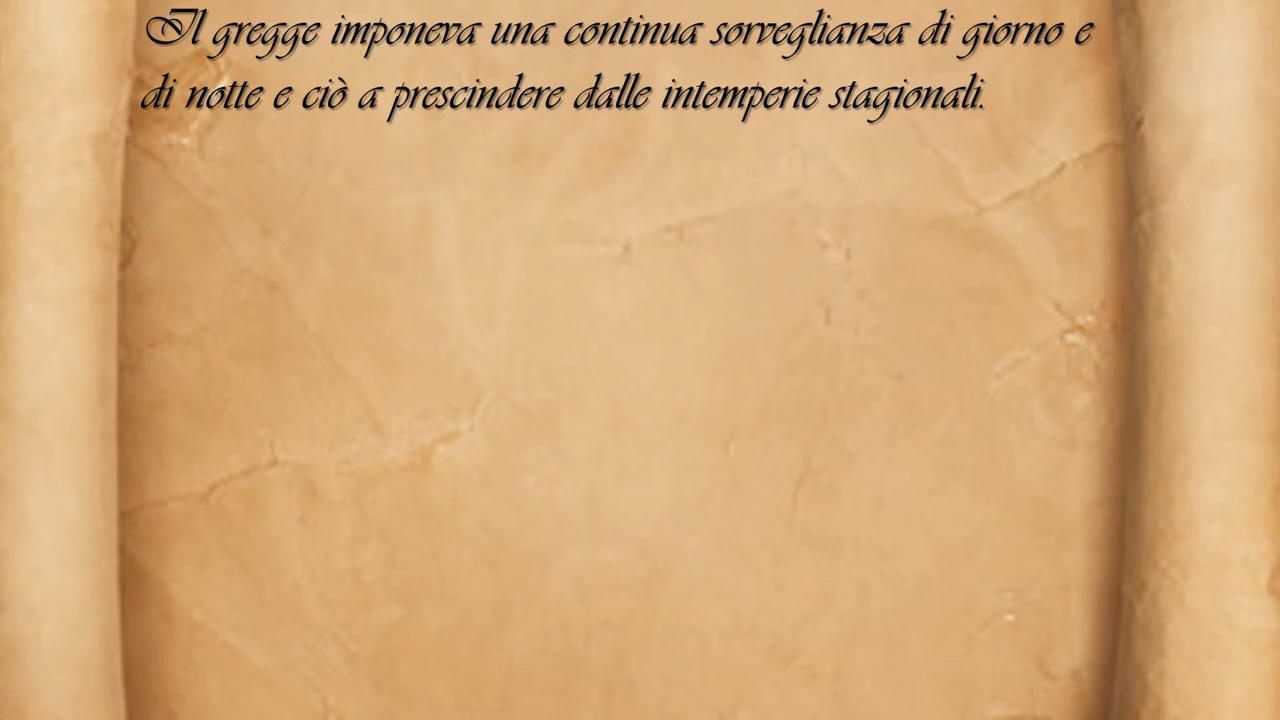 Il gregge imponeva una continua sorveglianza di giorno e
di notte e ciò a prescindere dalle intemperie stagionali.